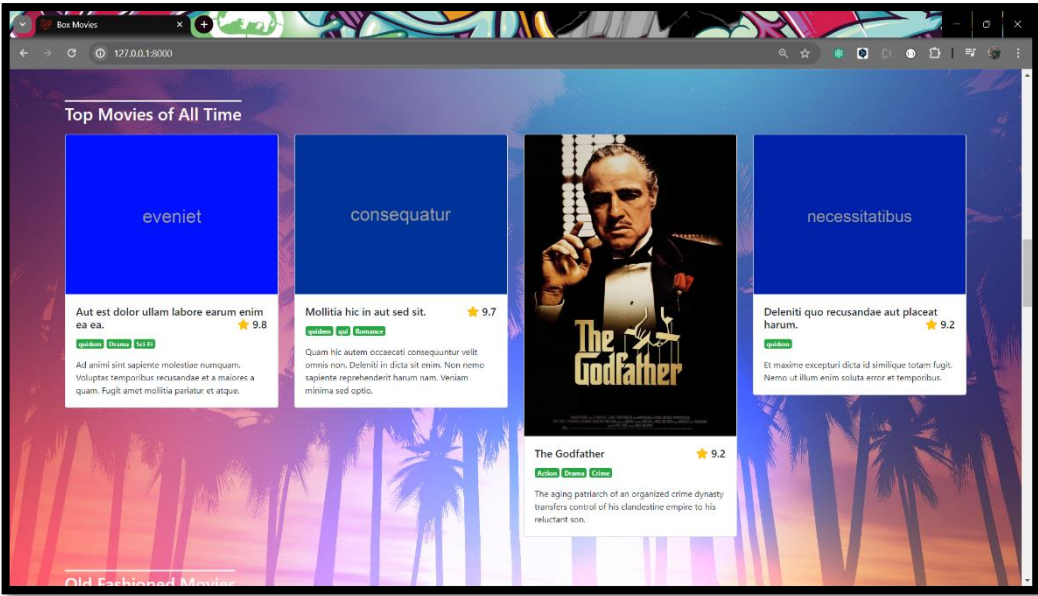 Box Movies
127.0.0.1:8000
Top Movies of All Time
eveniet
consequatur
necessitatibus
The
Godfather
Aut est dolor ullam labore earum enim
ea ea. 9.8
quidem Drama Sci-Fi
Ad animi sint sapiente molestiae numquam.
Voluptas temporibus recusandae et a maiores a
quam. Fugit amet mollitia pariatur et atque.
Mollitia hic in aut sed sit. 9.7
quidem qui Romance
Quam hic autem occaecati consequuntur velit
omnis non. Deleniti in dicta sit enim. Non nemo
sapiente reprehenderit harum nam. Veniam
minima sed optio.
The Godfather 9.2
Action Drama Crime
The aging patriarch of an organized crime dynasty
transfers control of his clandestine empire to his
reluctant son.
Deleniti quo recusandae aut placeat
harum. 9.2
quidem
Et maxime excepturi dicta id similique totam fugit.
Nemo ut illum enim soluta error et temporibus.
Old Fashioned Movies